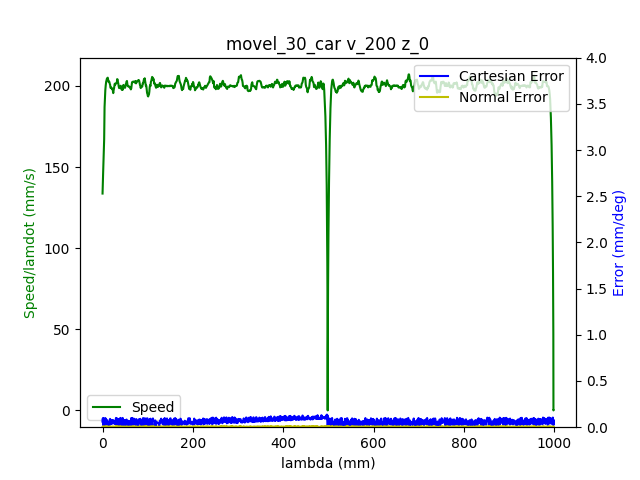 movel_30_car v_200 z_0
Cartesian Error
Normal Error
Speed
Speed/lamdot (mm/s)
200
150
100
50
0
4.0
3.5
3.0
2.5
2.0
1.5
1.0
0.5
0.0
Error (mm/deg)
0 200 400 600 800 1000
lambda (mm)